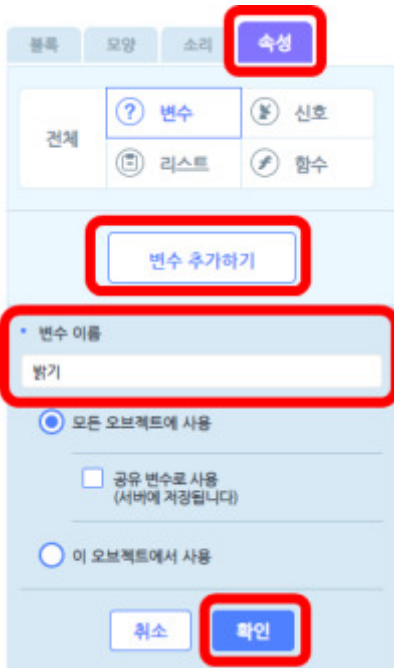 블록 모양 소리 속성
전체
? 변수 신호
리스트 함수
변수 추가하기
변수 이름
밝기
모든 오브젝트에 사용
공유 변수로 사용
(서버에 저장됩니다)
이 오브젝트에서 사용
취소 확인